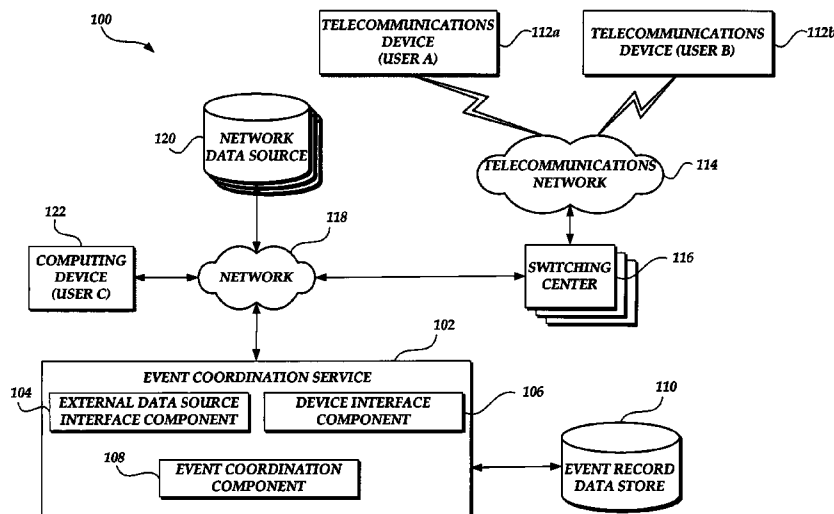 100
TELECOMMUNICATIONS
DEVICE
(USER A)
112a
TELECOMMUNICATIONS
DEVICE (USER B)
112b
120
NETWORK
DATA SOURCE
TELECOMMUNICATIONS
NETWORK
114
122
COMPUTING
DEVICE
(USER C)
118
NETWORK
SWITCHING
CENTER
116
102
EVENT COORDINATION SERVICE
104
EXTERNAL DATA SOURCE
INTERFACE COMPONENT
DEVICE INTERFACE
COMPONENT
106
108
EVENT COORDINATION
COMPONENT
110
EVENT RECORD
DATA STORE